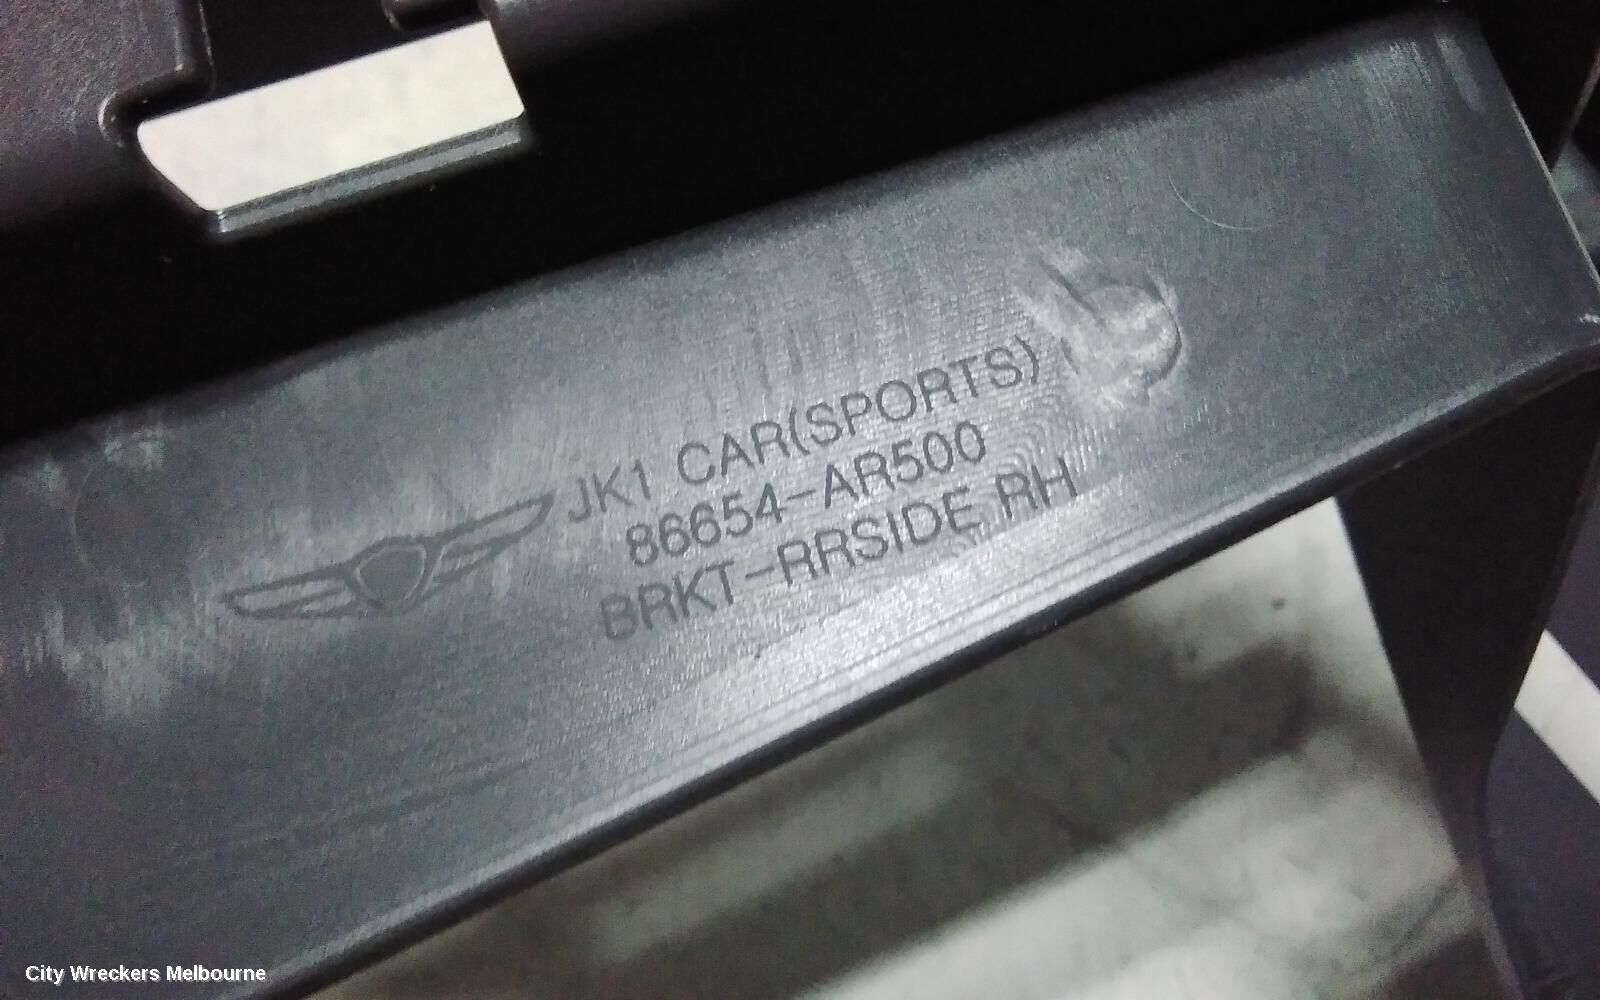 JK1 CAR(SPORTS)
86654-AR500
BRKT-RRSIDE RH
City Wreckers Melbourne